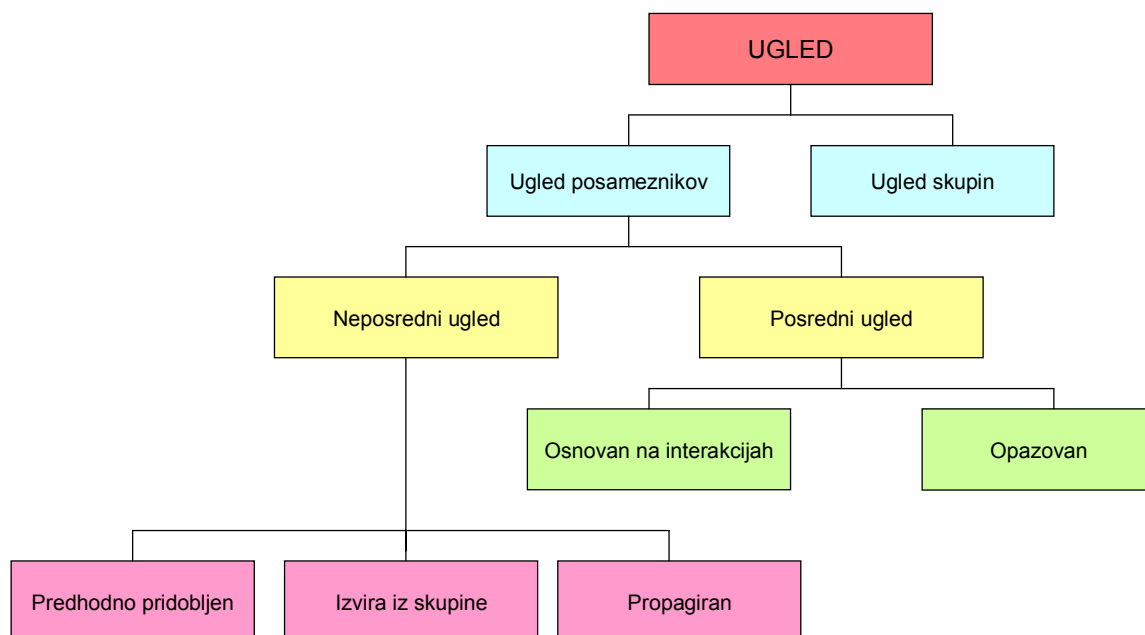 UGLED
Ugled posameznikov
Ugled skupin
Neposredni ugled
Posredni ugled
Osnovan na interakcijah
Opazovan
Predhodno pridobljen
Izvira iz skupine
Propagiran